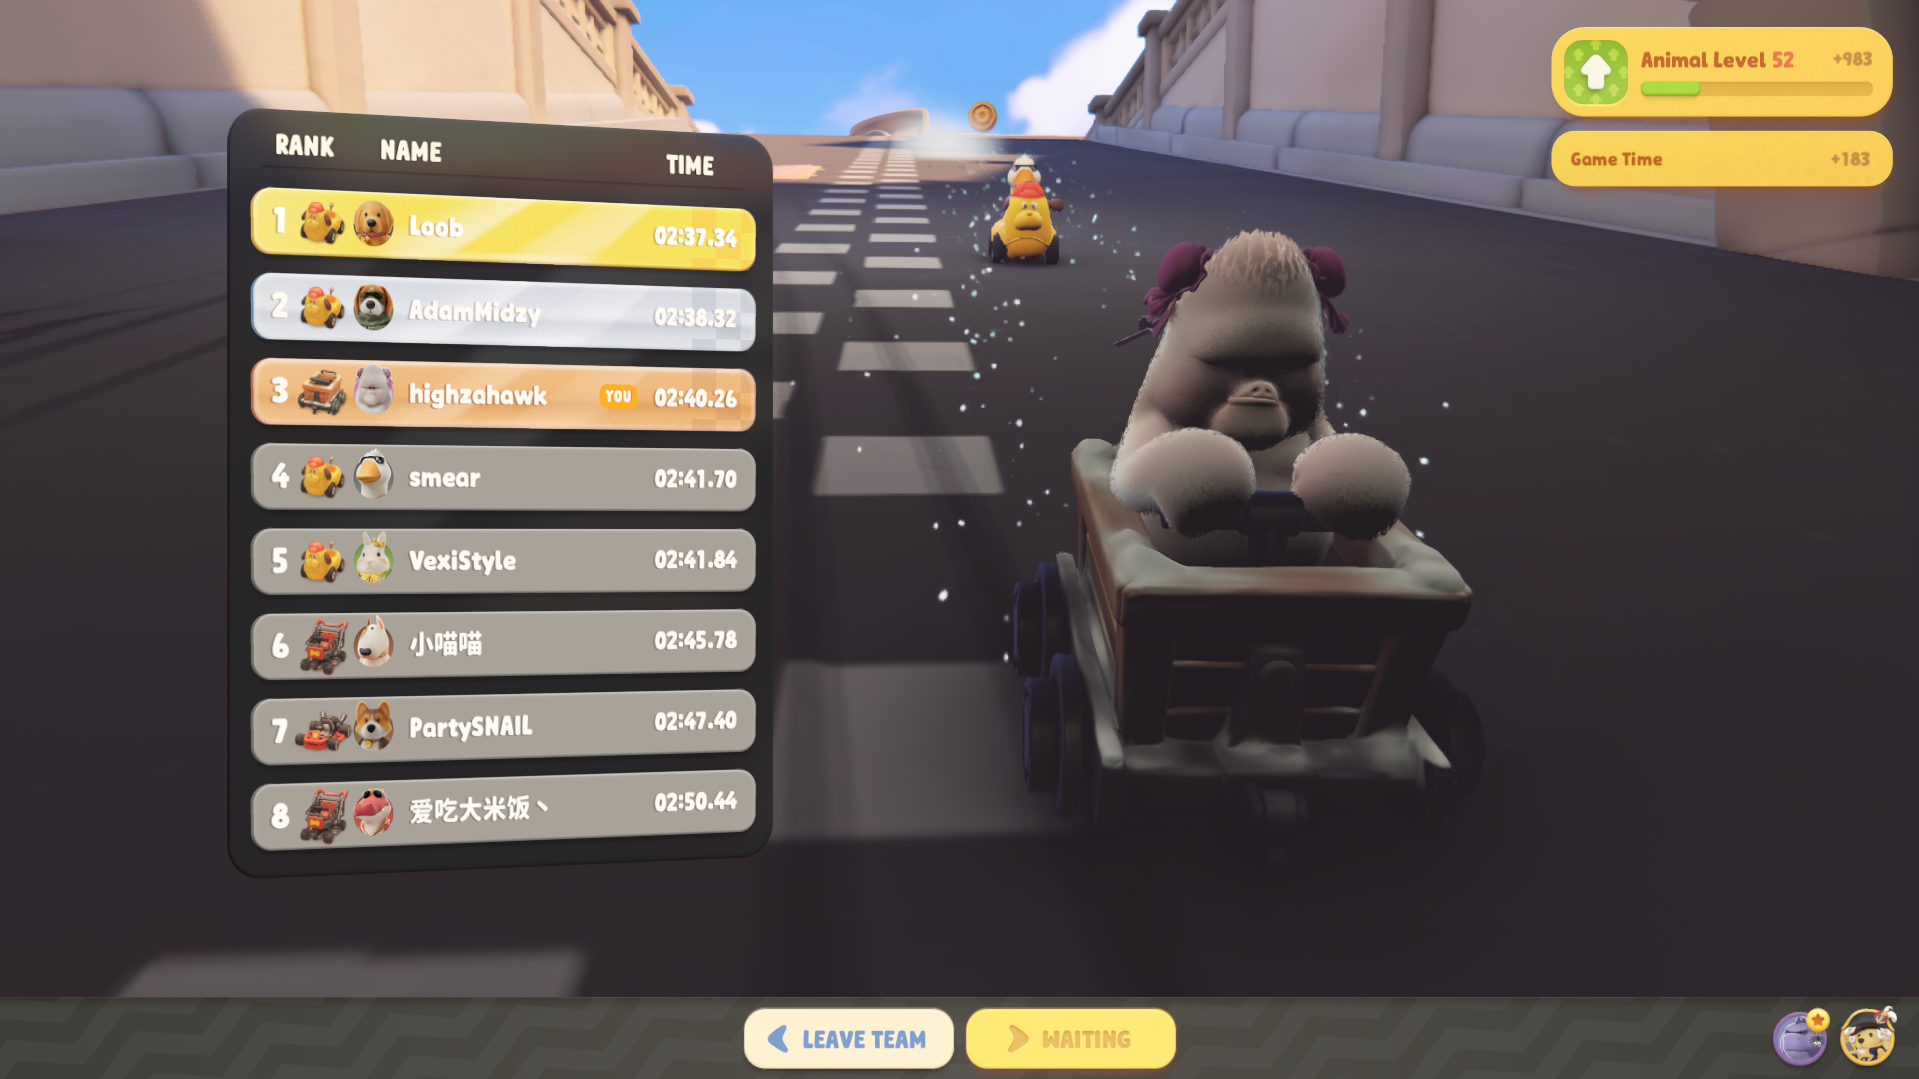 RANK NAME TIME
1 Loob 02:37.34
2 AdamMidzy 02:38.32
3 highzahawk YOU 02:40.26
4 smear 02:41.70
5 VexiStyle 02:41.84
6 小喵喵 02:45.78
7 PartySNAIL 02:47.40
8 爱吃大米饭丶 02:50.44
Animal Level 52 +983
Game Time +183
LEAVE TEAM
WAITING